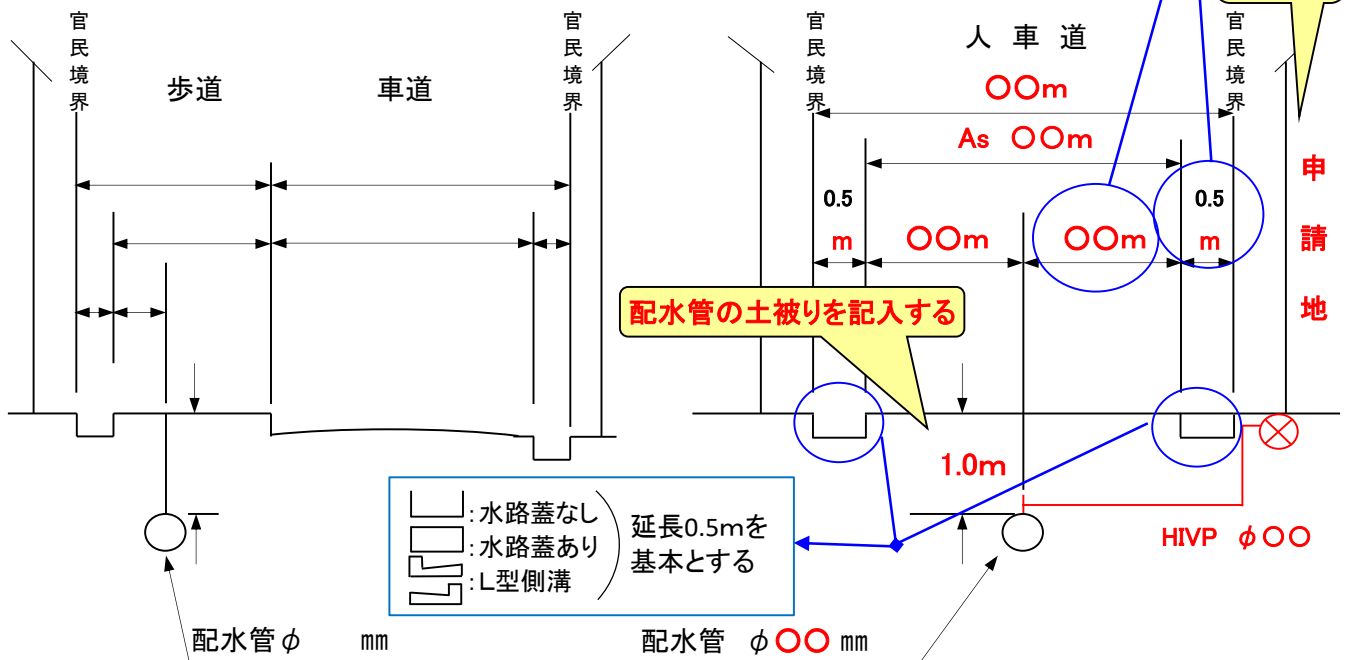 官民境界
歩道
車道
官民境界
官民境界
人 車 道
官民境界
〇〇m
As 〇〇m
0.5
m
〇〇m
〇〇m
0.5
m
申請地
配水管の土被りを記入する
1.0m
:水路蓋なし
:水路蓋あり
:L型側溝
延長0.5mを
基本とする
HIVP φ〇〇
配水管φ mm
配水管 φ〇〇 mm